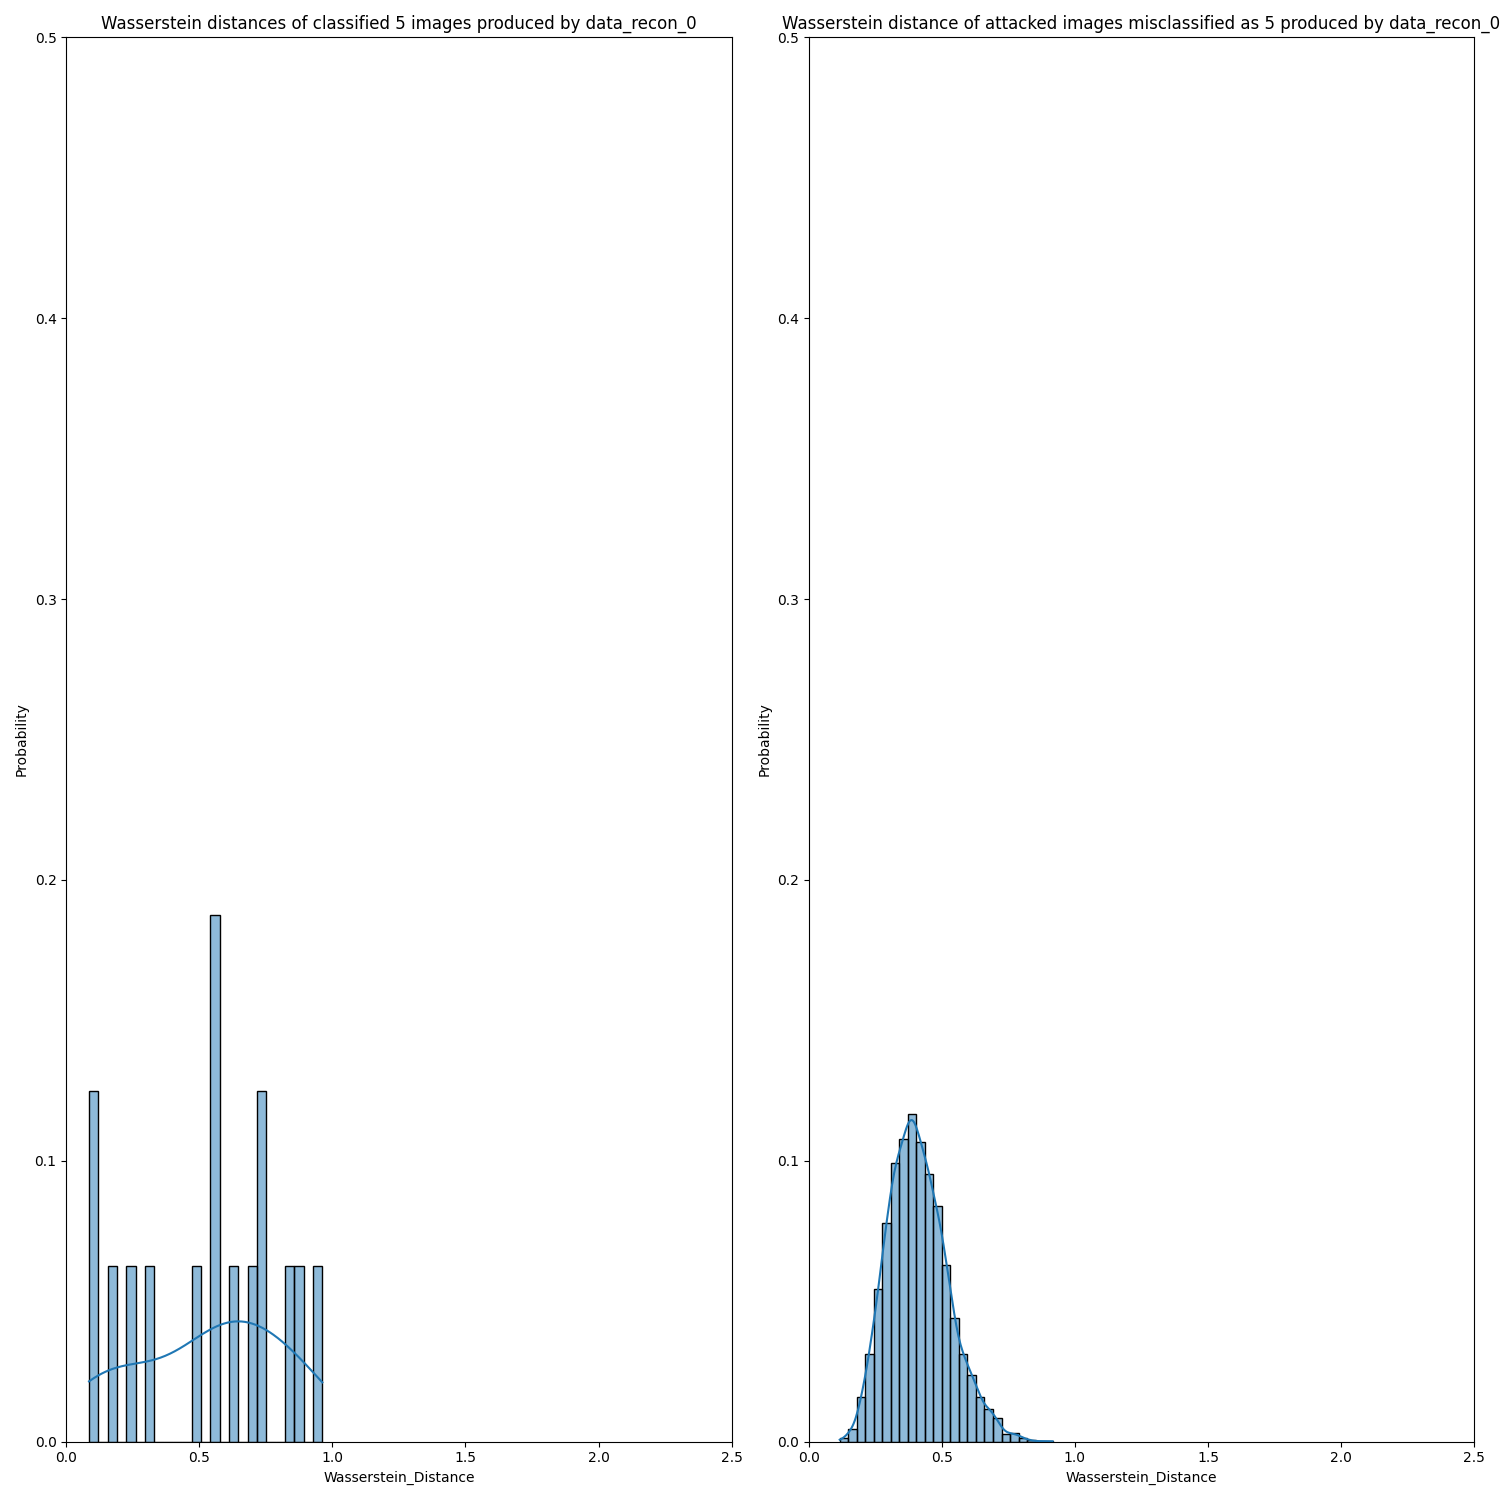 Wasserstein distances of classified 5 images produced by data_recon_0
0.5
0.4
0.3
0.2
0.1
0.0
Probability
0.0 0.5 1.0 1.5 2.0 2.5
Wasserstein_Distance
Wasserstein distance of attacked images misclassified as 5 produced by data_recon_0
0.5
0.4
0.3
0.2
0.1
0.0
Probability
0.0 0.5 1.0 1.5 2.0 2.5
Wasserstein_Distance